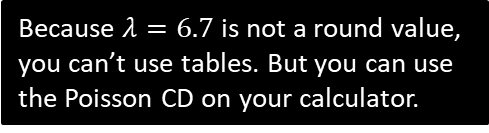 Because λ = 6.7 is not a round value,
you can't use tables. But you can use
the Poisson CD on your calculator.